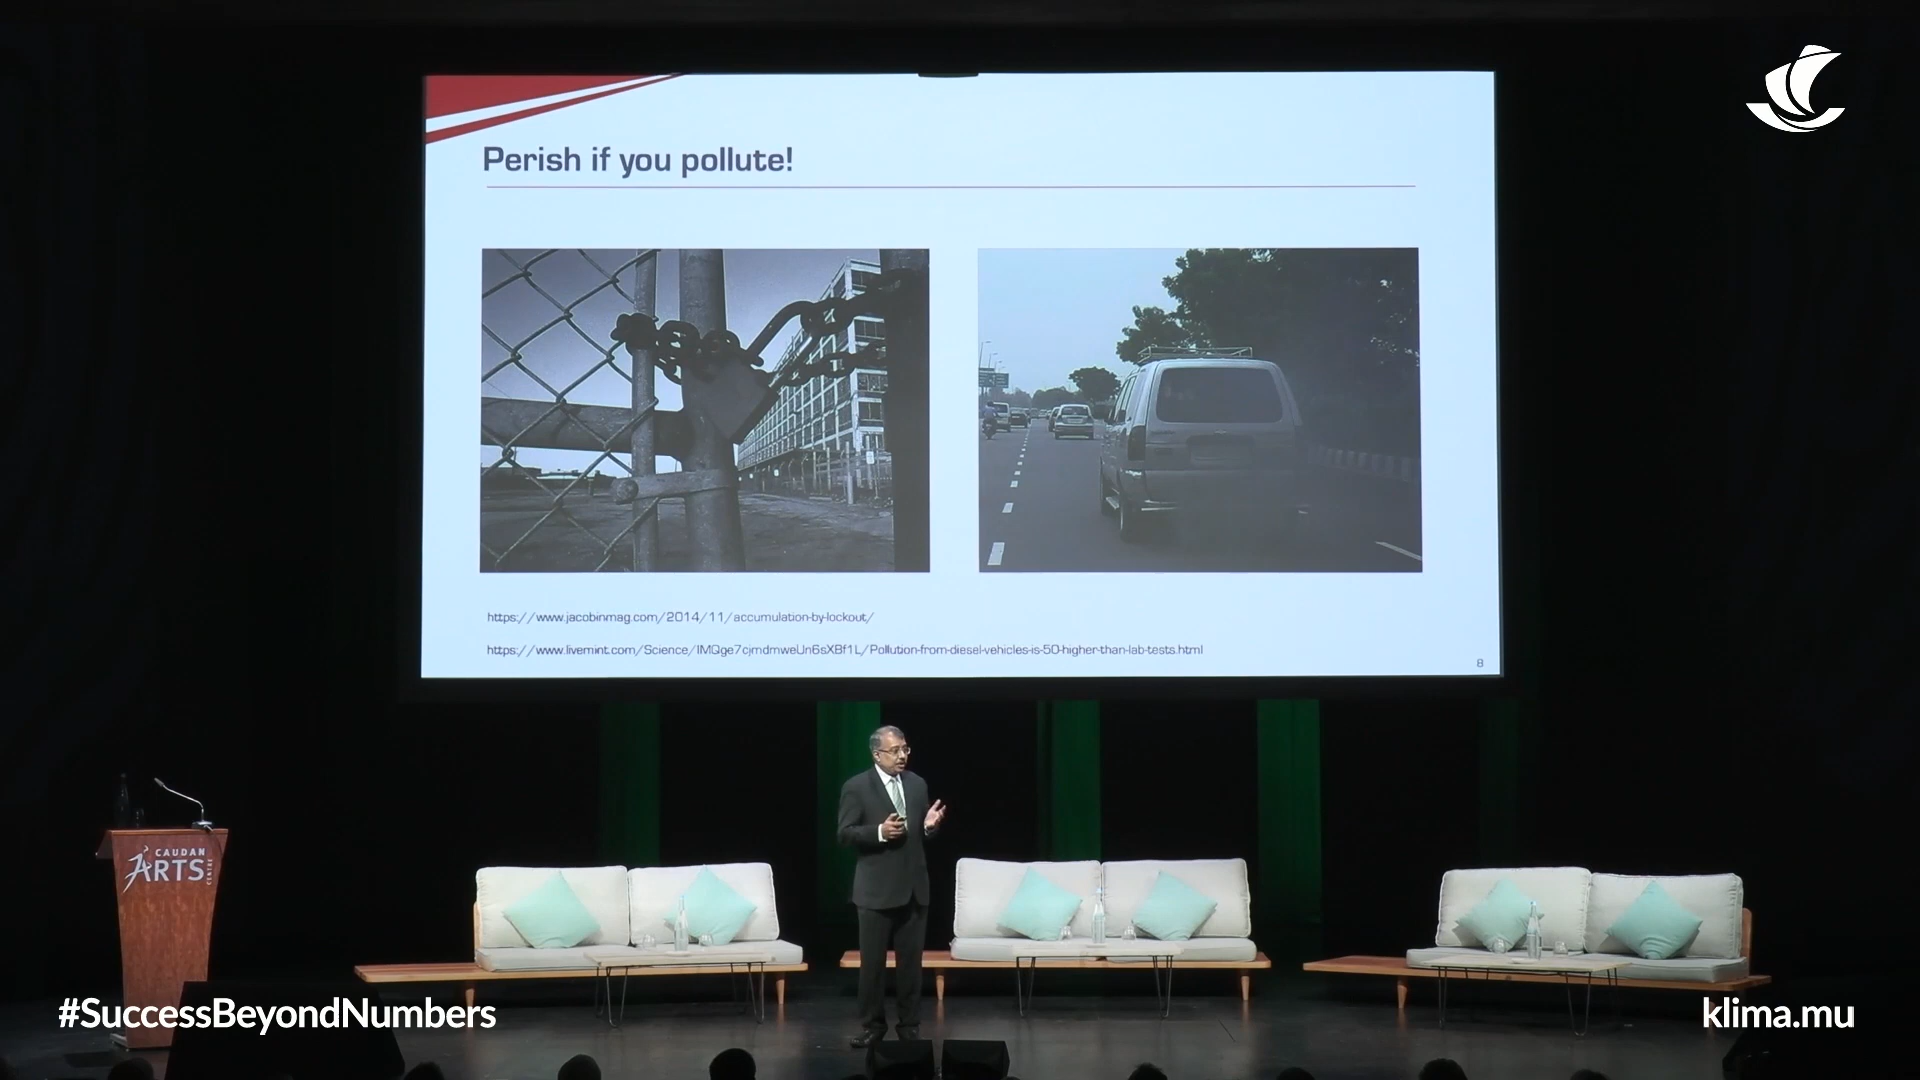 Perish if you pollute!
https://www.jacobinmag.com/2014/11/accumulation-by-lockout/
https://www.livemint.com/Science/IMQge7cjmdmweUn6sXBf1L/Pollution-from-diesel-vehicles-is-50-higher-than-lab-tests.html
8
CAUDAN
ARTS
CENTRE
#SuccessBeyondNumbers
klima.mu